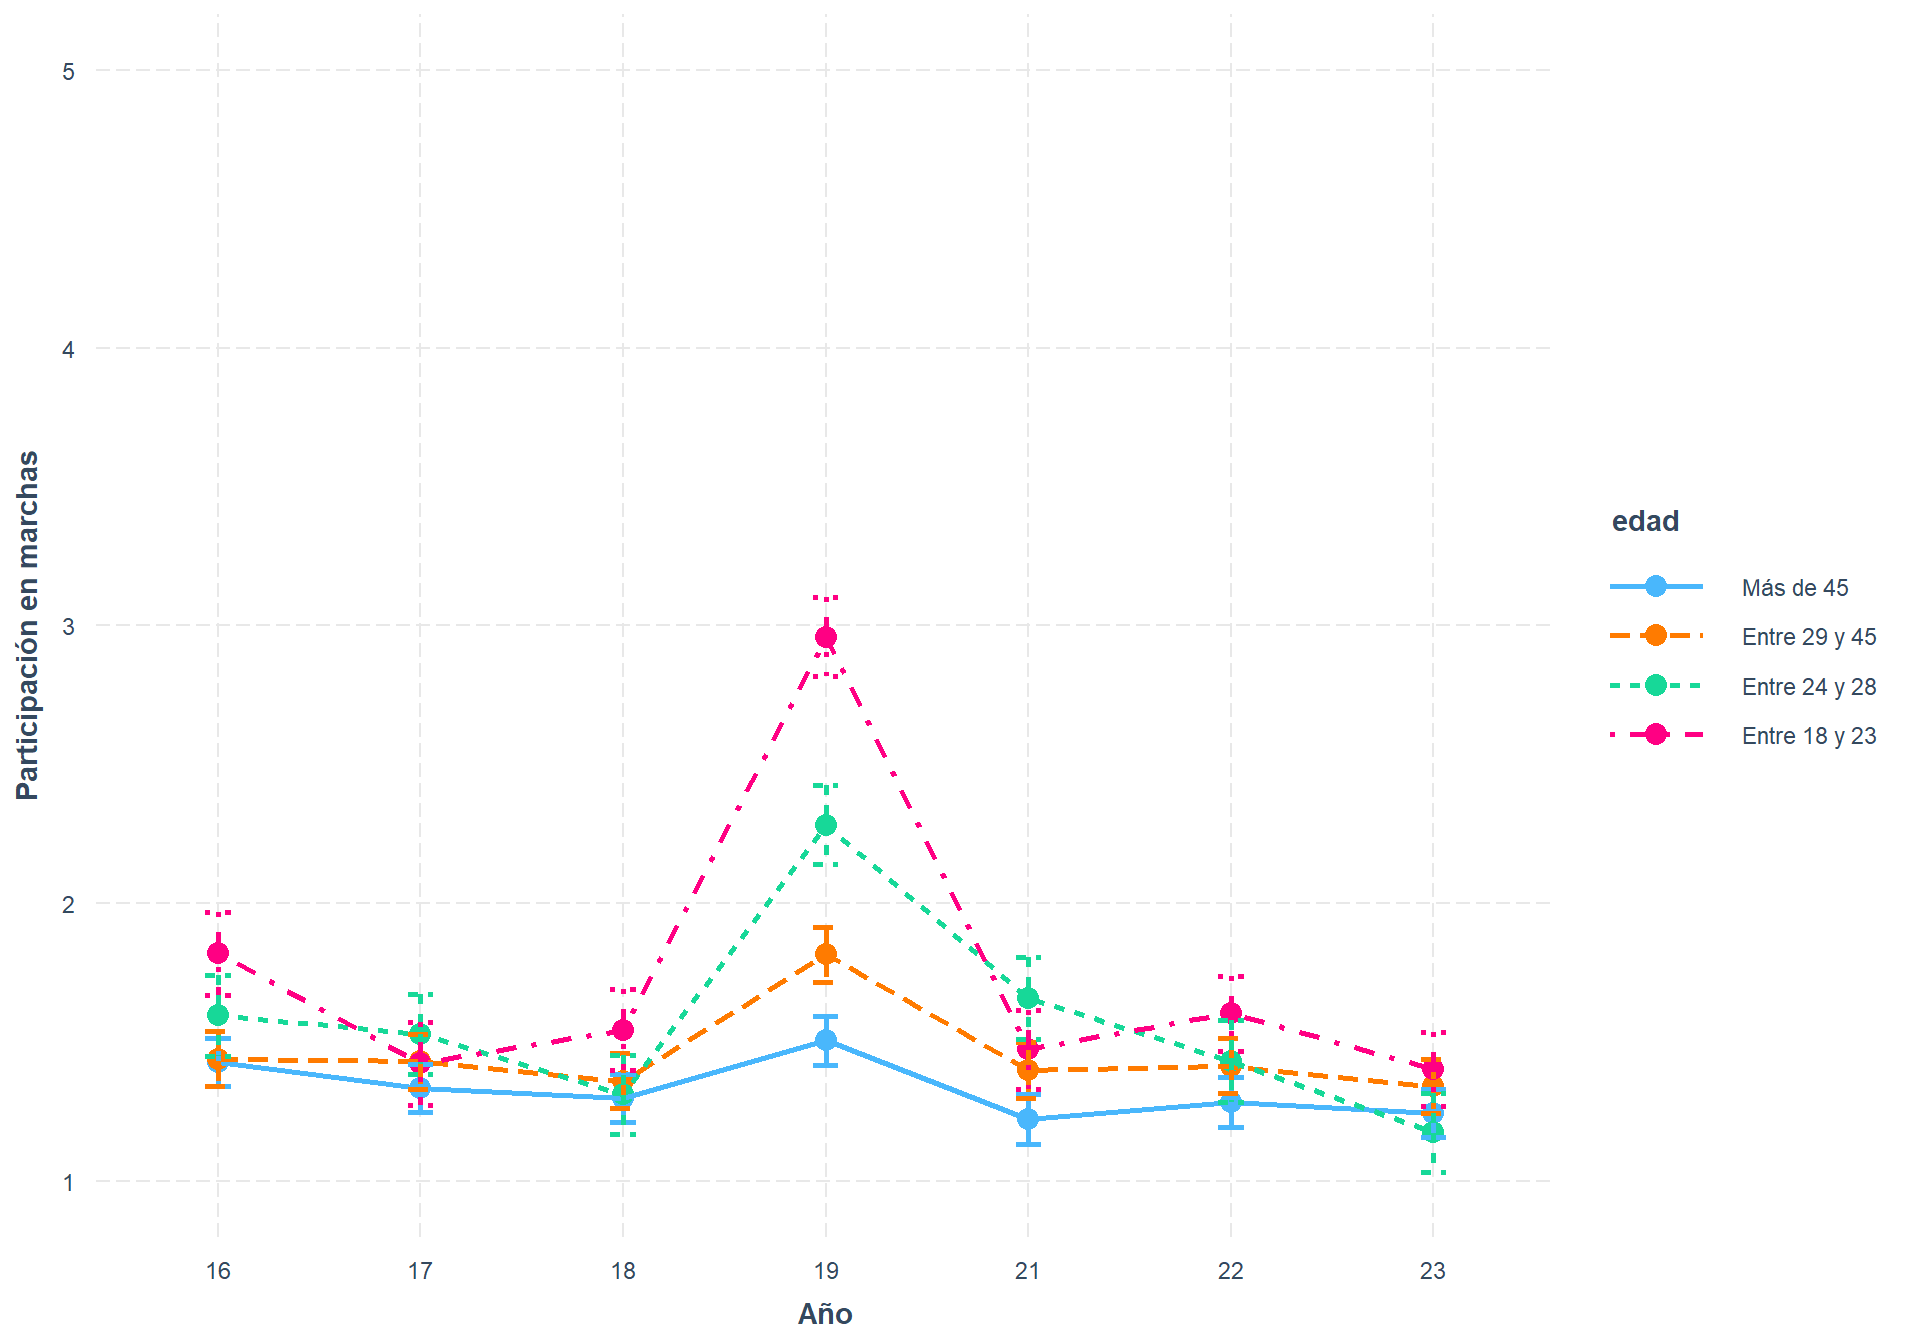 Participación en marchas
5
4
3
2
1
16 17 18 19 21 22 23
Año
edad
Más de 45
Entre 29 y 45
Entre 24 y 28
Entre 18 y 23